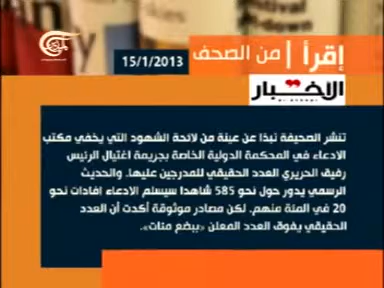 إقرأ | من الصحف
15/1/2013
الأخبار
تنشر الصحيفة نبذا عن عينة من لائحة الشهود التي يخفي مكتب
الادعاء في المحكمة الدولية الخاصة بجريمة اغتيال الرئيس
رفيق الحريري العدد الحقيقي للمدرجين عليها. والحديث
الرسمي يدور حول نحو 585 شاهدا سيسلم الادعاء افادات نحو
20 في المئة منهم. لكن مصادر موثوقة أكدت أن العدد
الحقيقي يفوق العدد المعلن «ببضع مئات».